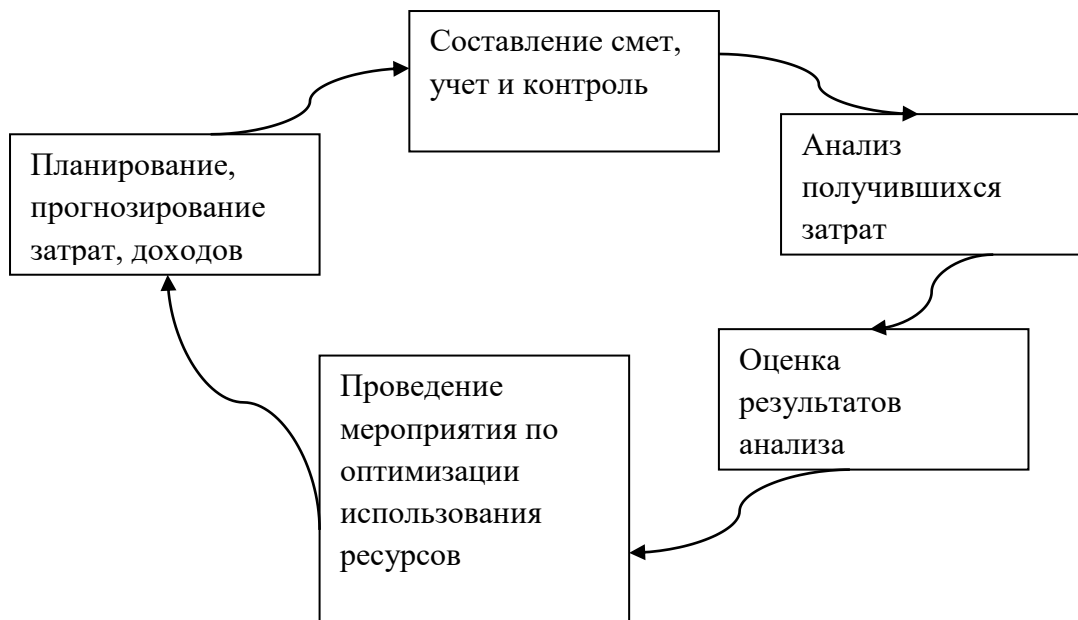 Составление смет,
учет и контроль
Анализ
получившихся
затрат
Оценка
результатов
анализа
Проведение
мероприятия по
оптимизации
использования
ресурсов
Планирование,
прогнозирование
затрат, доходов